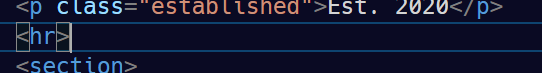 <p class="established">Est. 2020</p>
<hr>
<section>